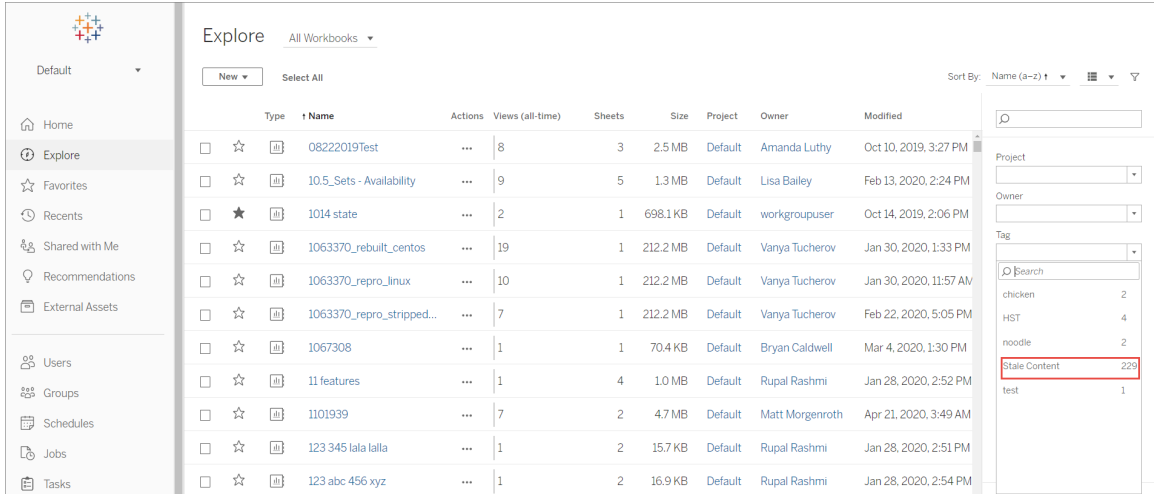 Default
Home
Explore
Favorites
Recents
Shared with Me
Recommendations
External Assets
Users
Groups
Schedules
Jobs
Tasks
Explore All Workbooks
New Select All Sort By: Name (a–z) ↑
Type ↑ Name Actions Views (all-time) Sheets Size Project Owner Modified
08222019Test ••• 8 3 2.5 MB Default Amanda Luthy Oct 10, 2019, 3:27 PM
10.5_Sets - Availability ••• 9 5 1.3 MB Default Lisa Bailey Feb 13, 2020, 2:24 PM
1014 state ••• 2 1 698.1 KB Default workgroupuser Oct 14, 2019, 2:06 PM
1063370_rebuilt_centos ••• 19 1 212.2 MB Default Vanya Tucherov Jan 30, 2020, 1:33 PM
1063370_repro_linux ••• 10 1 212.2 MB Default Vanya Tucherov Jan 30, 2020, 11:57 AM
1063370_repro_stripped... ••• 7 1 212.2 MB Default Vanya Tucherov Feb 22, 2020, 5:05 PM
1067308 ••• 1 1 70.4 KB Default Bryan Caldwell Mar 4, 2020, 1:30 PM
11 features ••• 1 4 1.0 MB Default Rupal Rashmi Jan 28, 2020, 2:52 PM
1101939 ••• 7 2 4.7 MB Default Matt Morgenroth Apr 21, 2020, 3:49 AM
123 345 lala lalla ••• 1 2 15.7 KB Default Rupal Rashmi Jan 28, 2020, 2:51 PM
123 abc 456 xyz ••• 1 2 16.9 KB Default Rupal Rashmi Jan 28, 2020, 2:54 PM
Project
Owner
Tag
Search
chicken 2
HST 4
noodle 2
Stale Content 229
test 1